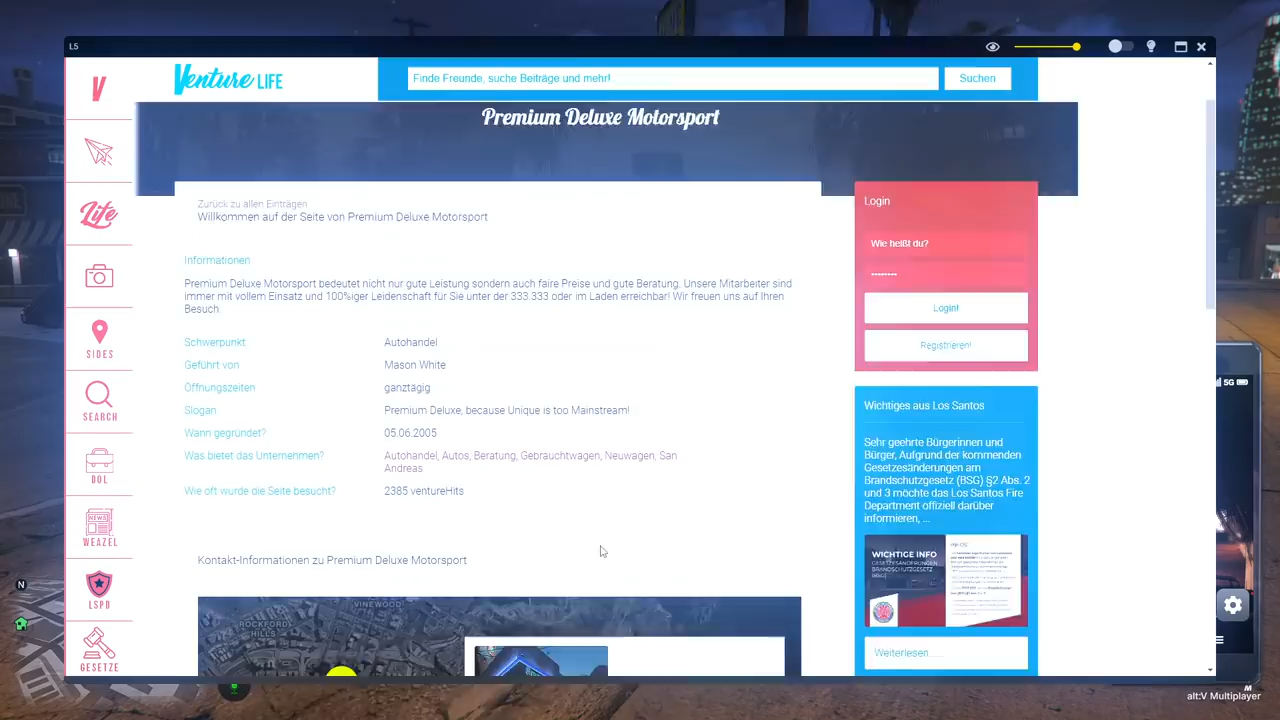 L5
V
Venture LIFE
Finde Freunde, suche Beiträge und mehr!
Suchen
Premium Deluxe Motorsport
Life
SIDES
SEARCH
DOL
NEWS
WEAZEL
LSPD
GESETZE
Zurück zu allen Einträgen
Willkommen auf der Seite von Premium Deluxe Motorsport
Informationen
Premium Deluxe Motorsport bedeutet nicht nur gute Leistung, sondern auch faire Preise und gute Beratung. Unsere Mitarbeiter sind
immer mit vollem Einsatz und 100%iger Leidenschaft für Sie unter der 333.333 oder im Laden erreichbar! Wir freuen uns auf Ihren
Besuch.
Schwerpunkt Autohandel
Geführt von Mason White
Öffnungszeiten ganztägig
Slogan Premium Deluxe, because Unique is too Mainstream!
Wann gegründet? 05.06.2005
Was bietet das Unternehmen? Autohandel, Autos, Beratung, Gebrauchtwagen, Neuwagen, San
Andreas
Wie oft wurde die Seite besucht? 2385 ventureHits
Kontakt-Informationen zu Premium Deluxe Motorsport
VINEWOOD
ROCKFORD
HILLS
Login
Wie heißt du?
Login!
Registrieren!
Wichtiges aus Los Santos
Sehr geehrte Bürgerinnen und
Bürger, Aufgrund der kommenden
Gesetzesänderungen am
Brandschutzgesetz (BSG) §2 Abs. 2
und 3 möchte das Los Santos Fire
Department offiziell darüber
informieren, ...
WICHTIGE INFO
GESETZESÄNDERUNGEN
BRANDSCHUTZGESETZ
(BSG)
Weiterlesen......
5G
N
alt:V Multiplayer